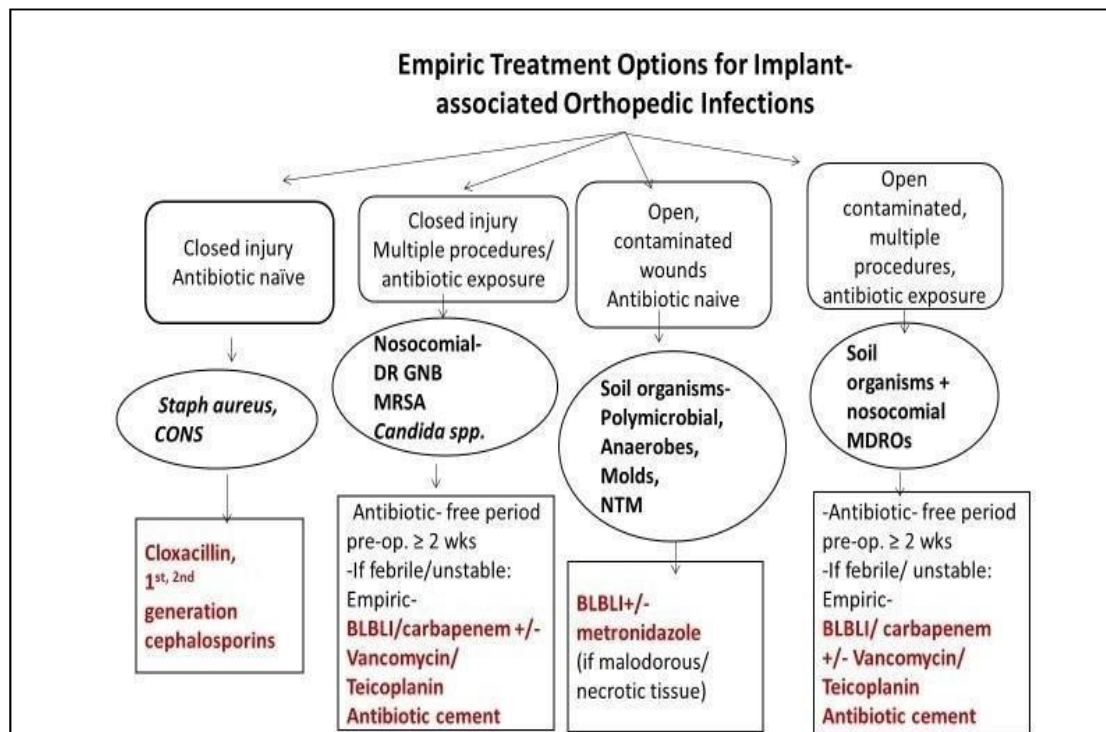 Empiric Treatment Options for Implant-
associated Orthopedic Infections
Closed injury
Antibiotic naïve
Closed injury
Multiple procedures/
antibiotic exposure
Open,
contaminated
wounds
Antibiotic naive
Open
contaminated,
multiple
procedures,
antibiotic exposure
Staph aureus,
CONS
Nosocomial-
DR GNB
MRSA
Candida spp.
Soil organisms-
Polymicrobial,
Anaerobes,
Molds,
NTM
Soil
organisms +
nosocomial
MDROs
Cloxacillin,
1st, 2nd
generation
cephalosporins
Antibiotic- free period
pre-op. ≥ 2 wks
-If febrile/unstable:
Empiric-
BLBLI/carbapenem +/-
Vancomycin/
Teicoplanin
Antibiotic cement
BLBLI+/-
metronidazole
(if malodorous/
necrotic tissue)
-Antibiotic- free period
pre-op. ≥ 2 wks
-If febrile/ unstable:
Empiric-
BLBLI/ carbapenem
+/- Vancomycin/
Teicoplanin
Antibiotic cement